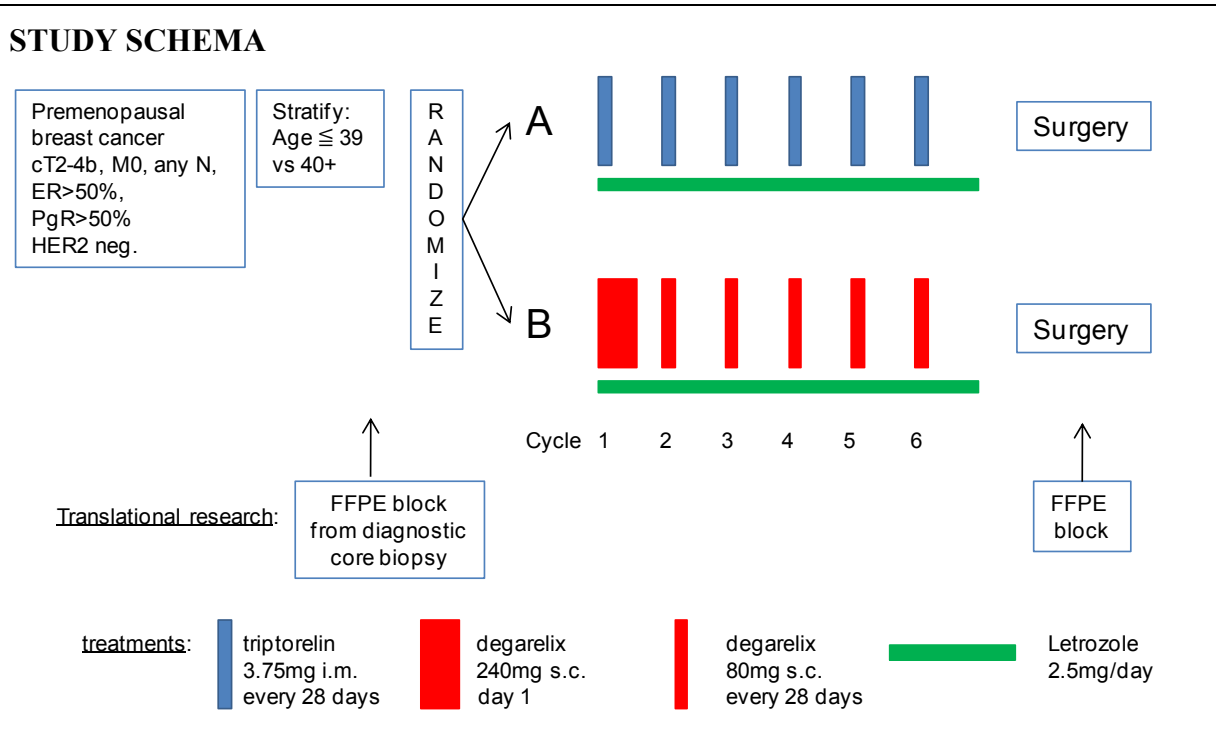 STUDY SCHEMA
Premenopausal
breast cancer
cT2-4b, M0, any N,
ER>50%,
PgR>50%
HER2 neg.
Stratify:
Age ≦ 39
vs 40+
R
A
N
D
O
M
I
Z
E
A
Surgery
B
Surgery
Cycle 1 2 3 4 5 6
Translational research:
FFPE block
from diagnostic
core biopsy
FFPE
block
treatments:
triptorelin
3.75mg i.m.
every 28 days
degarelix
240mg s.c.
day 1
degarelix
80mg s.c.
every 28 days
Letrozole
2.5mg/day